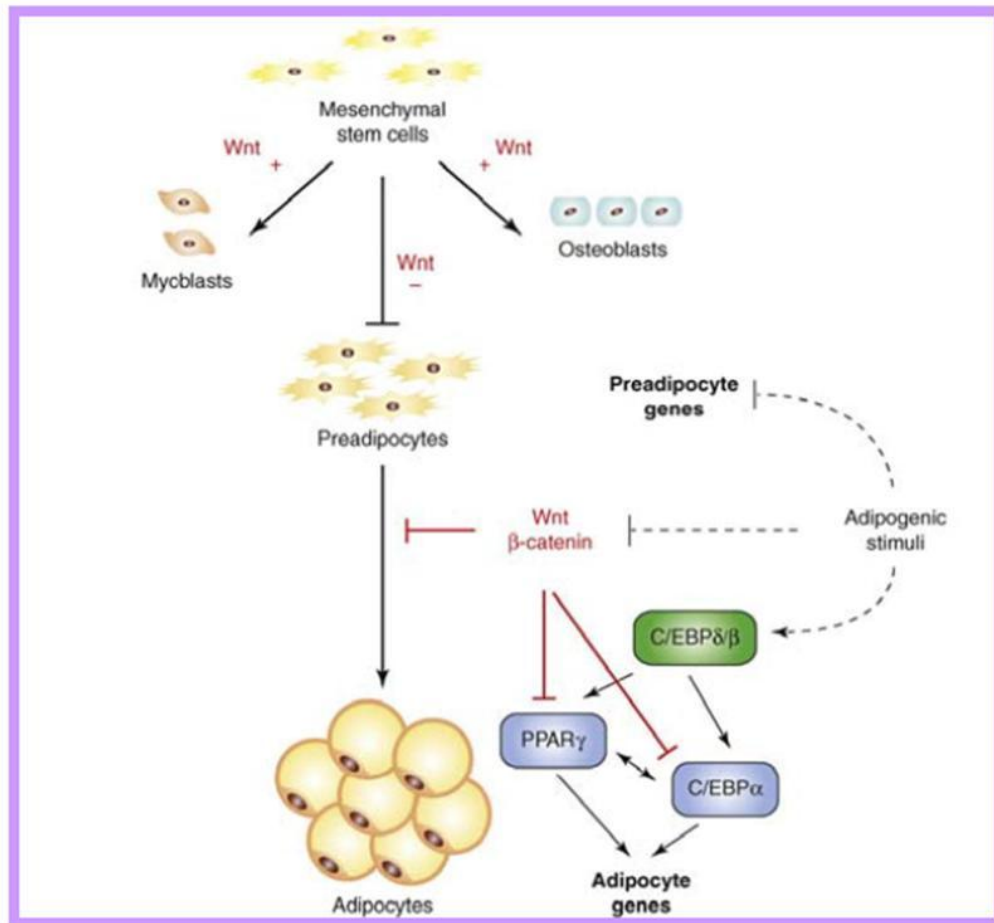 Mesenchymal
stem cells
Wnt
+
+
Wnt
Mycblasts
Osteoblasts
Wnt
–
Preadipocytes
Preadipocyte
genes
Wnt
β-catenin
Adipogenic
stimuli
C/EBPδ/β
PPARγ
C/EBPα
Adipocytes
Adipocyte
genes